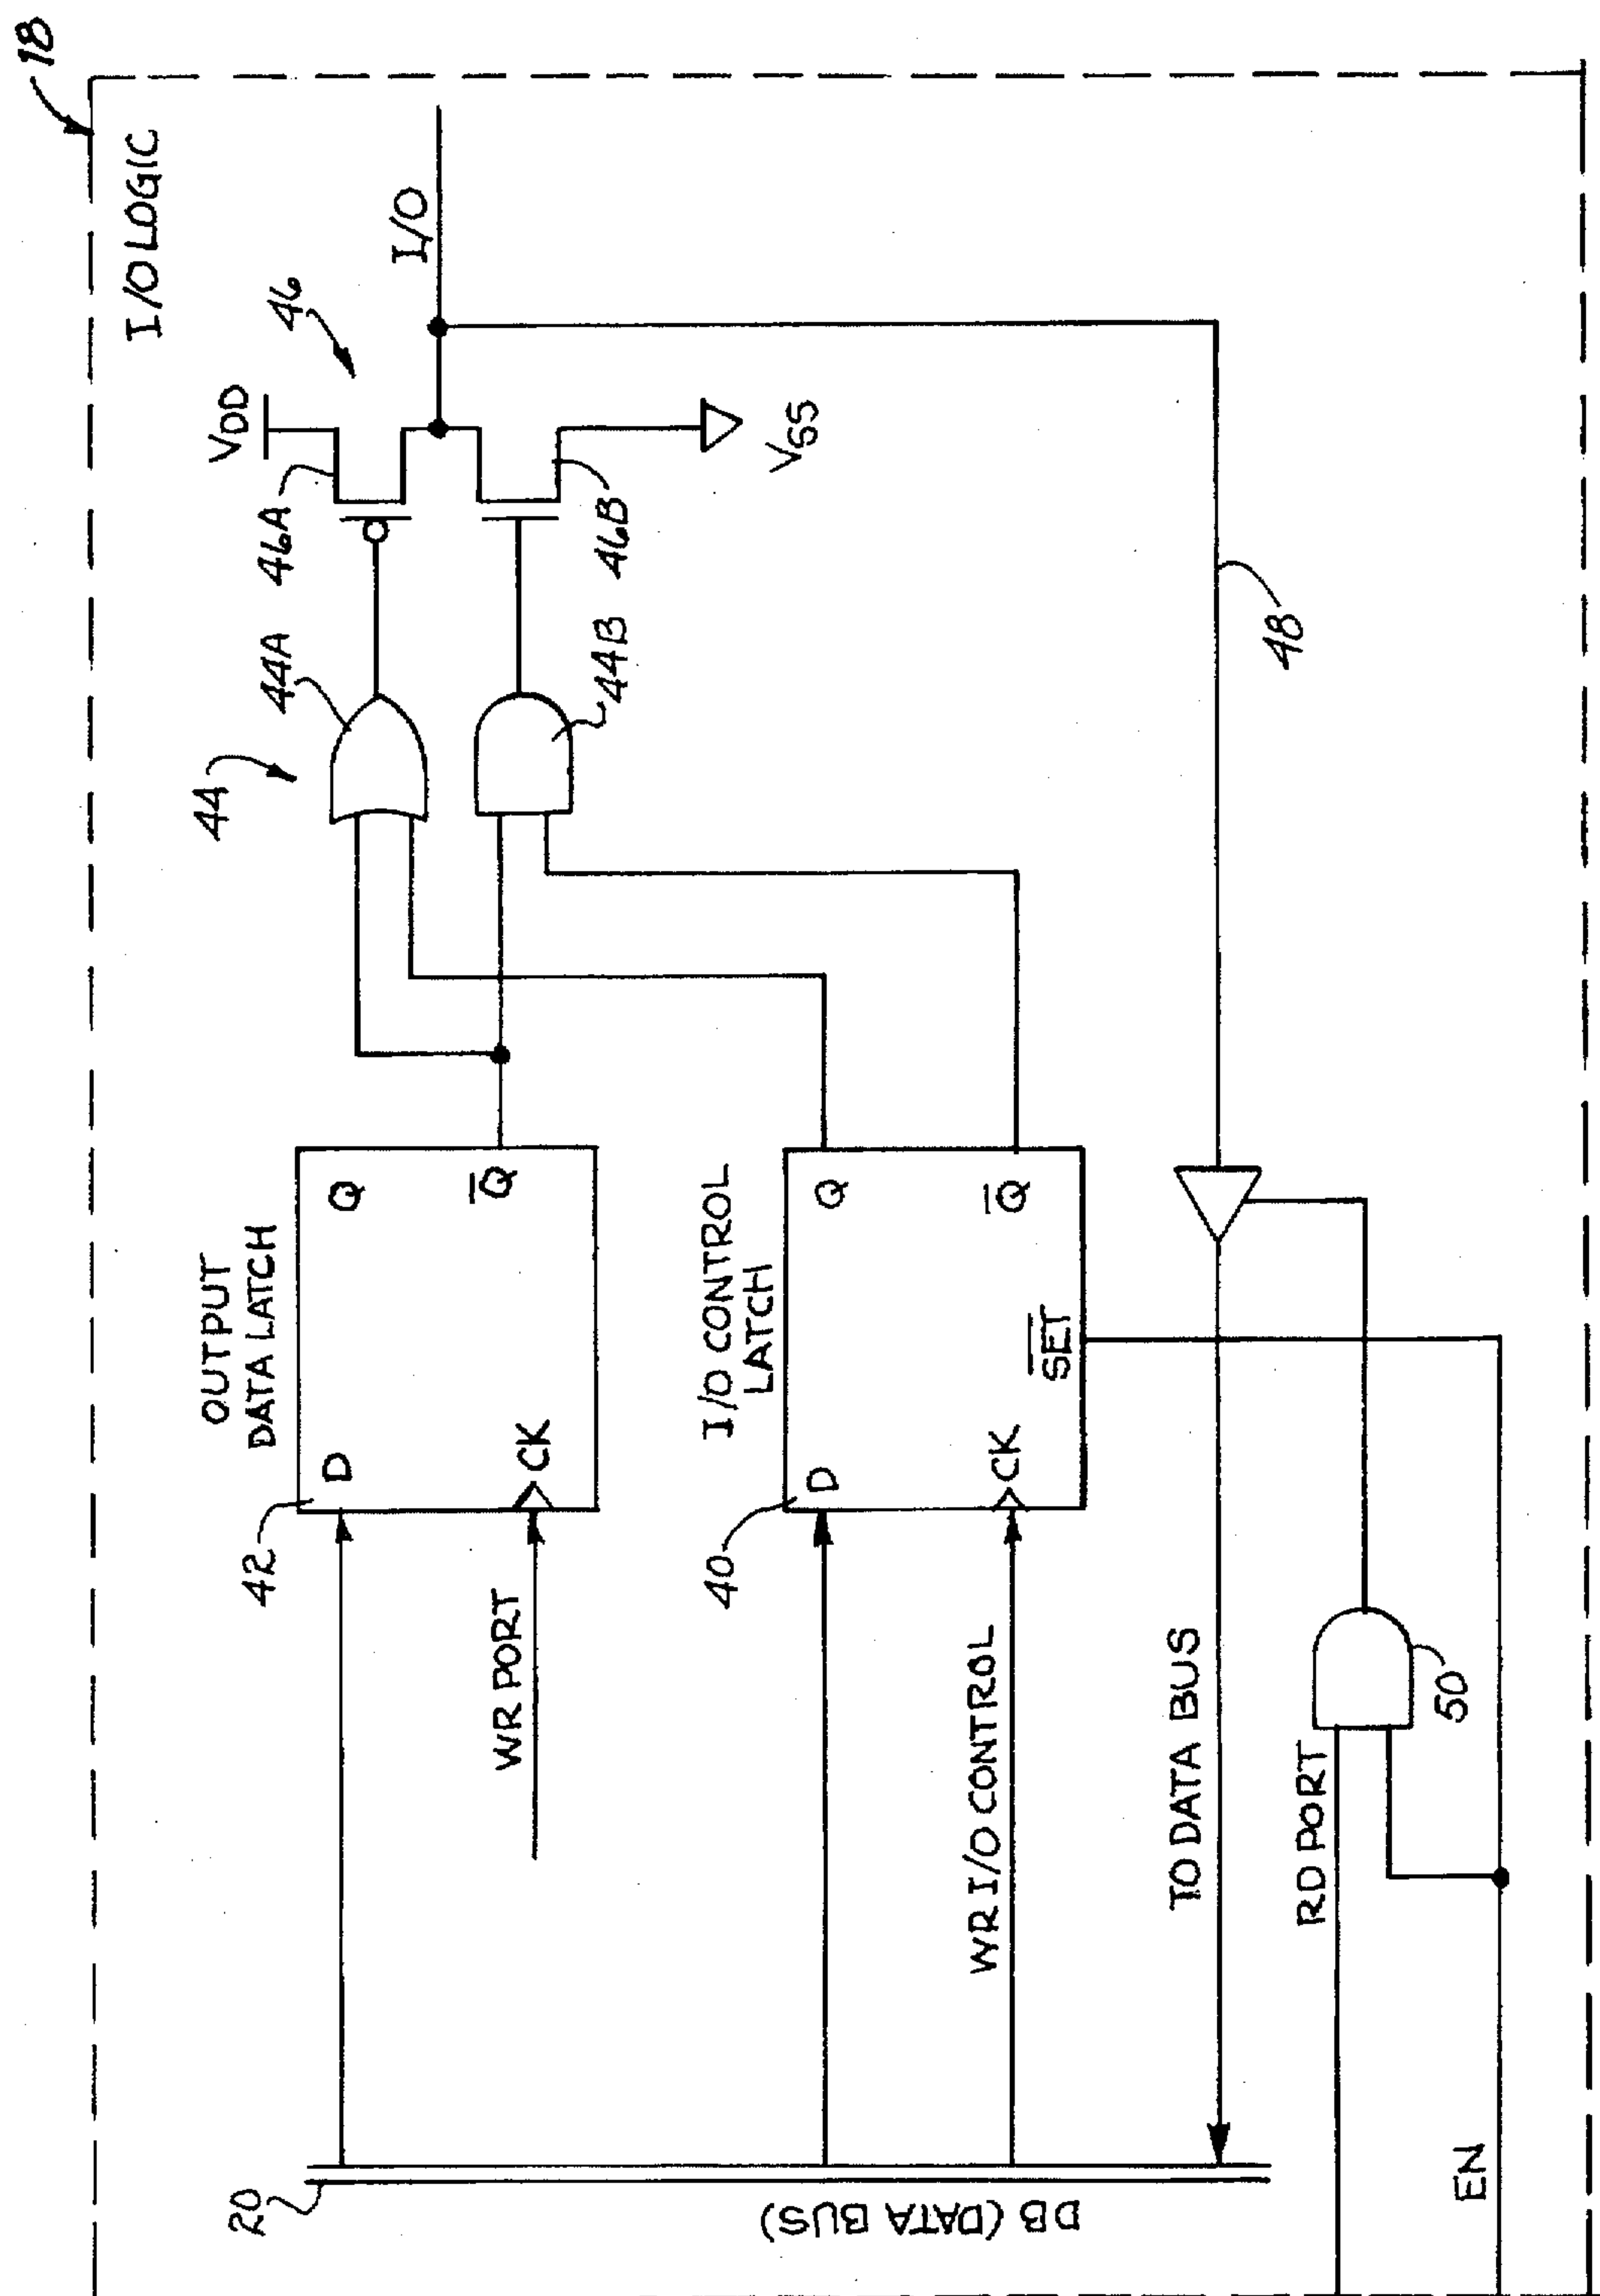 18
I/O LOGIC
VDD
46
I/O
46A
46B
VSS
44
44A
44B
48
OUTPUT
DATA LATCH
42
D
Q
Q̅
CK
WR PORT
I/O CONTROL
LATCH
40
D
Q
Q̅
CK
S̅E̅T̅
WR I/O CONTROL
TO DATA BUS
RD PORT
50
EN
20
DB (DATA BUS)